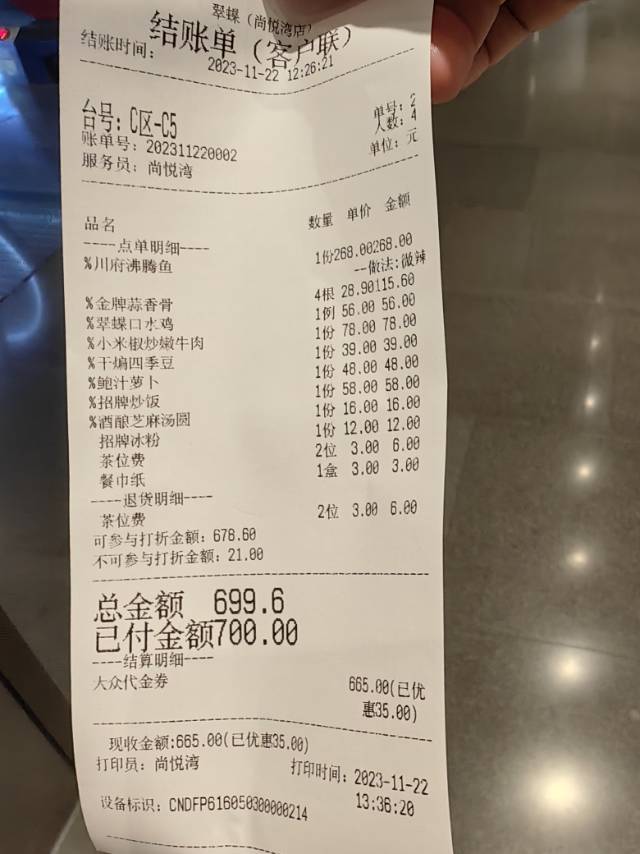 翠蝶（尚悦湾店）
结账单（客户联）
结账时间： 2023-11-22 12:26:21
台号：C区-C5 单号：2
账单号：202311220002 人数：4
服务员：尚悦湾 单位：元
品名 数量 单价 金额
----点单明细----
%川府沸腾鱼 1份268.00268.00
--做法:微辣
%金牌蒜香骨 4根 28.90115.60
%翠蝶口水鸡 1例 56.00 56.00
%小米椒炒嫩牛肉 1份 78.00 78.00
%干煸四季豆 1份 39.00 39.00
%鲍汁萝卜 1份 48.00 48.00
%招牌炒饭 1份 58.00 58.00
%酒酿芝麻汤圆 1份 16.00 16.00
招牌冰粉 1份 12.00 12.00
茶位费 2位 3.00 6.00
餐巾纸 1盒 3.00 3.00
----退货明细----
茶位费 2位 3.00 6.00
可参与打折金额：678.60
不可参与打折金额：21.00
总金额 699.6
已付金额700.00
----结算明细----
大众代金券 665.00(已优
惠35.00)
现收金额:665.00(已优惠35.00)
打印员：尚悦湾 打印时间：2023-11-22
13:36:20
设备标识：CNDFP616050300000214